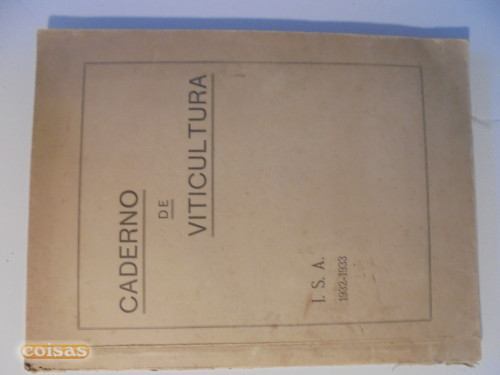 CADERNO
DE
VITICULTURA
I. S. A.
1932-1933
coisas